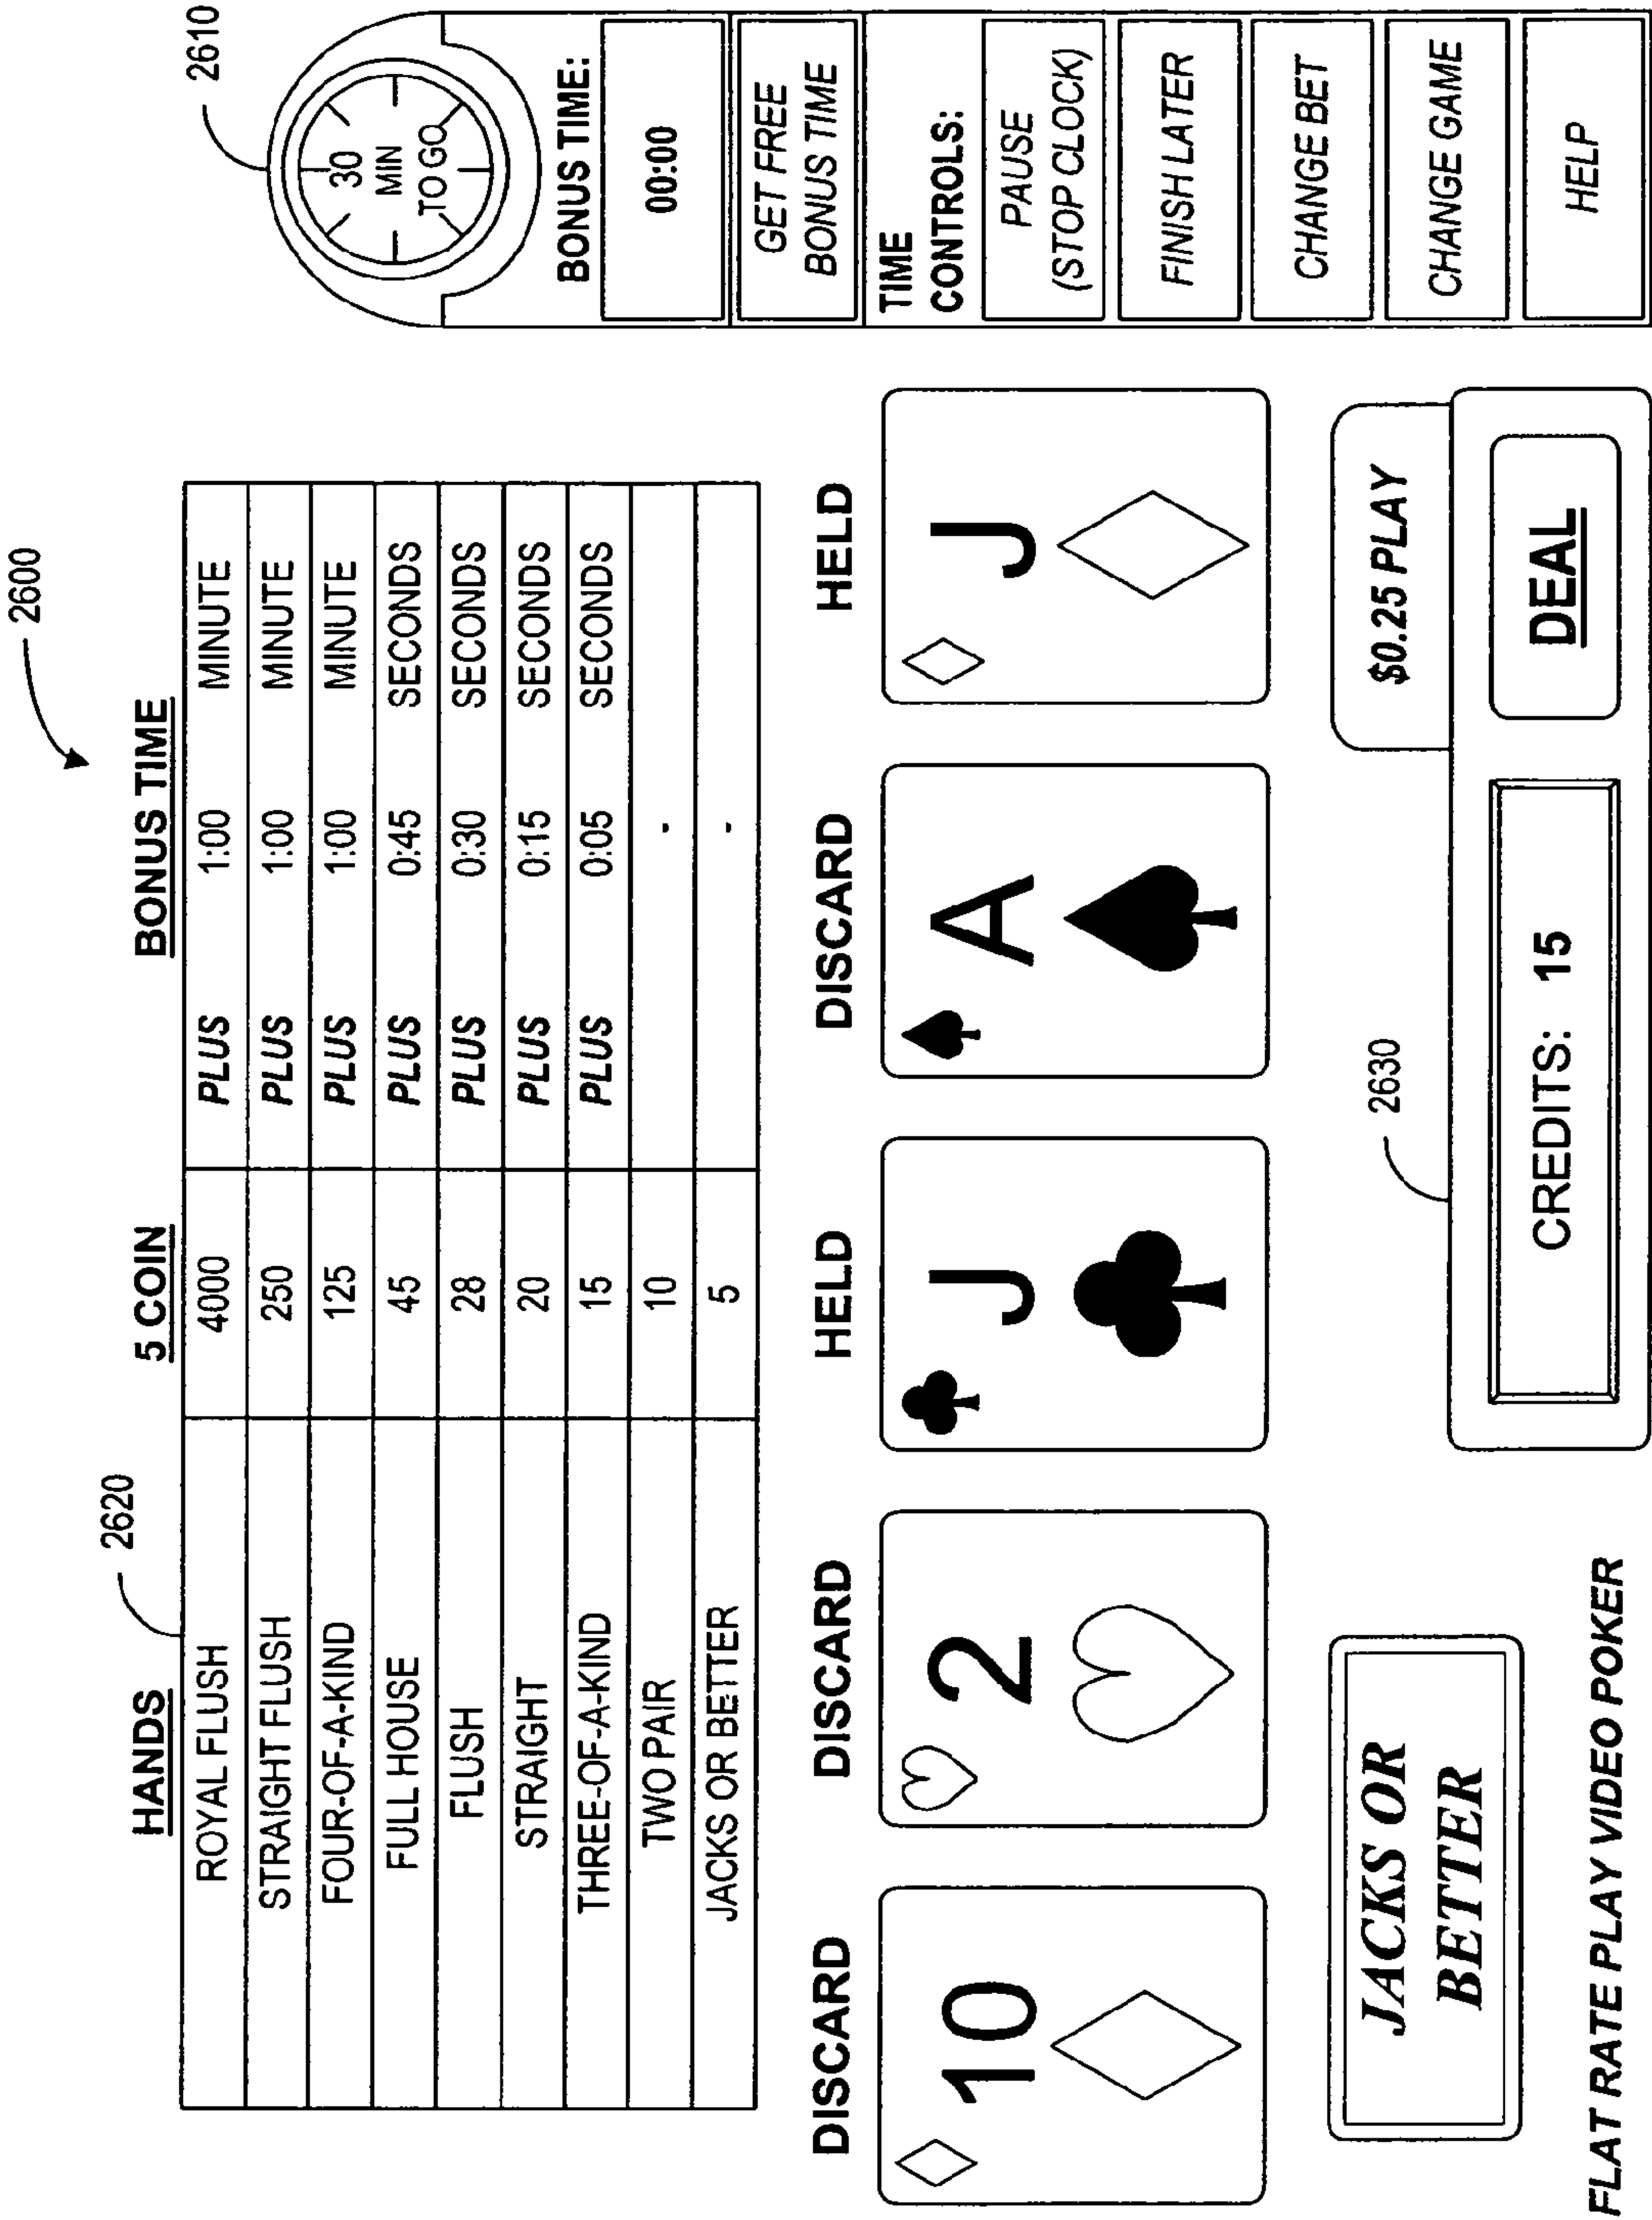 2600
2620
2610
HANDS 5 COIN BONUS TIME
ROYAL FLUSH 4000 PLUS 1:00 MINUTE
STRAIGHT FLUSH 250 PLUS 1:00 MINUTE
FOUR-OF-A-KIND 125 PLUS 1:00 MINUTE
FULL HOUSE 45 PLUS 0:45 SECONDS
FLUSH 28 PLUS 0:30 SECONDS
STRAIGHT 20 PLUS 0:15 SECONDS
THREE-OF-A-KIND 15 PLUS 0:05 SECONDS
TWO PAIR 10 -
JACKS OR BETTER 5 -
DISCARD DISCARD HELD DISCARD HELD
10 2 J A J
JACKS OR
BETTER
FLAT RATE PLAY VIDEO POKER
2630
$0.25 PLAY
CREDITS: 15
DEAL
30
MIN
TO GO
BONUS TIME:
00:00
GET FREE
BONUS TIME
TIME
CONTROLS:
PAUSE
(STOP CLOCK)
FINISH LATER
CHANGE BET
CHANGE GAME
HELP